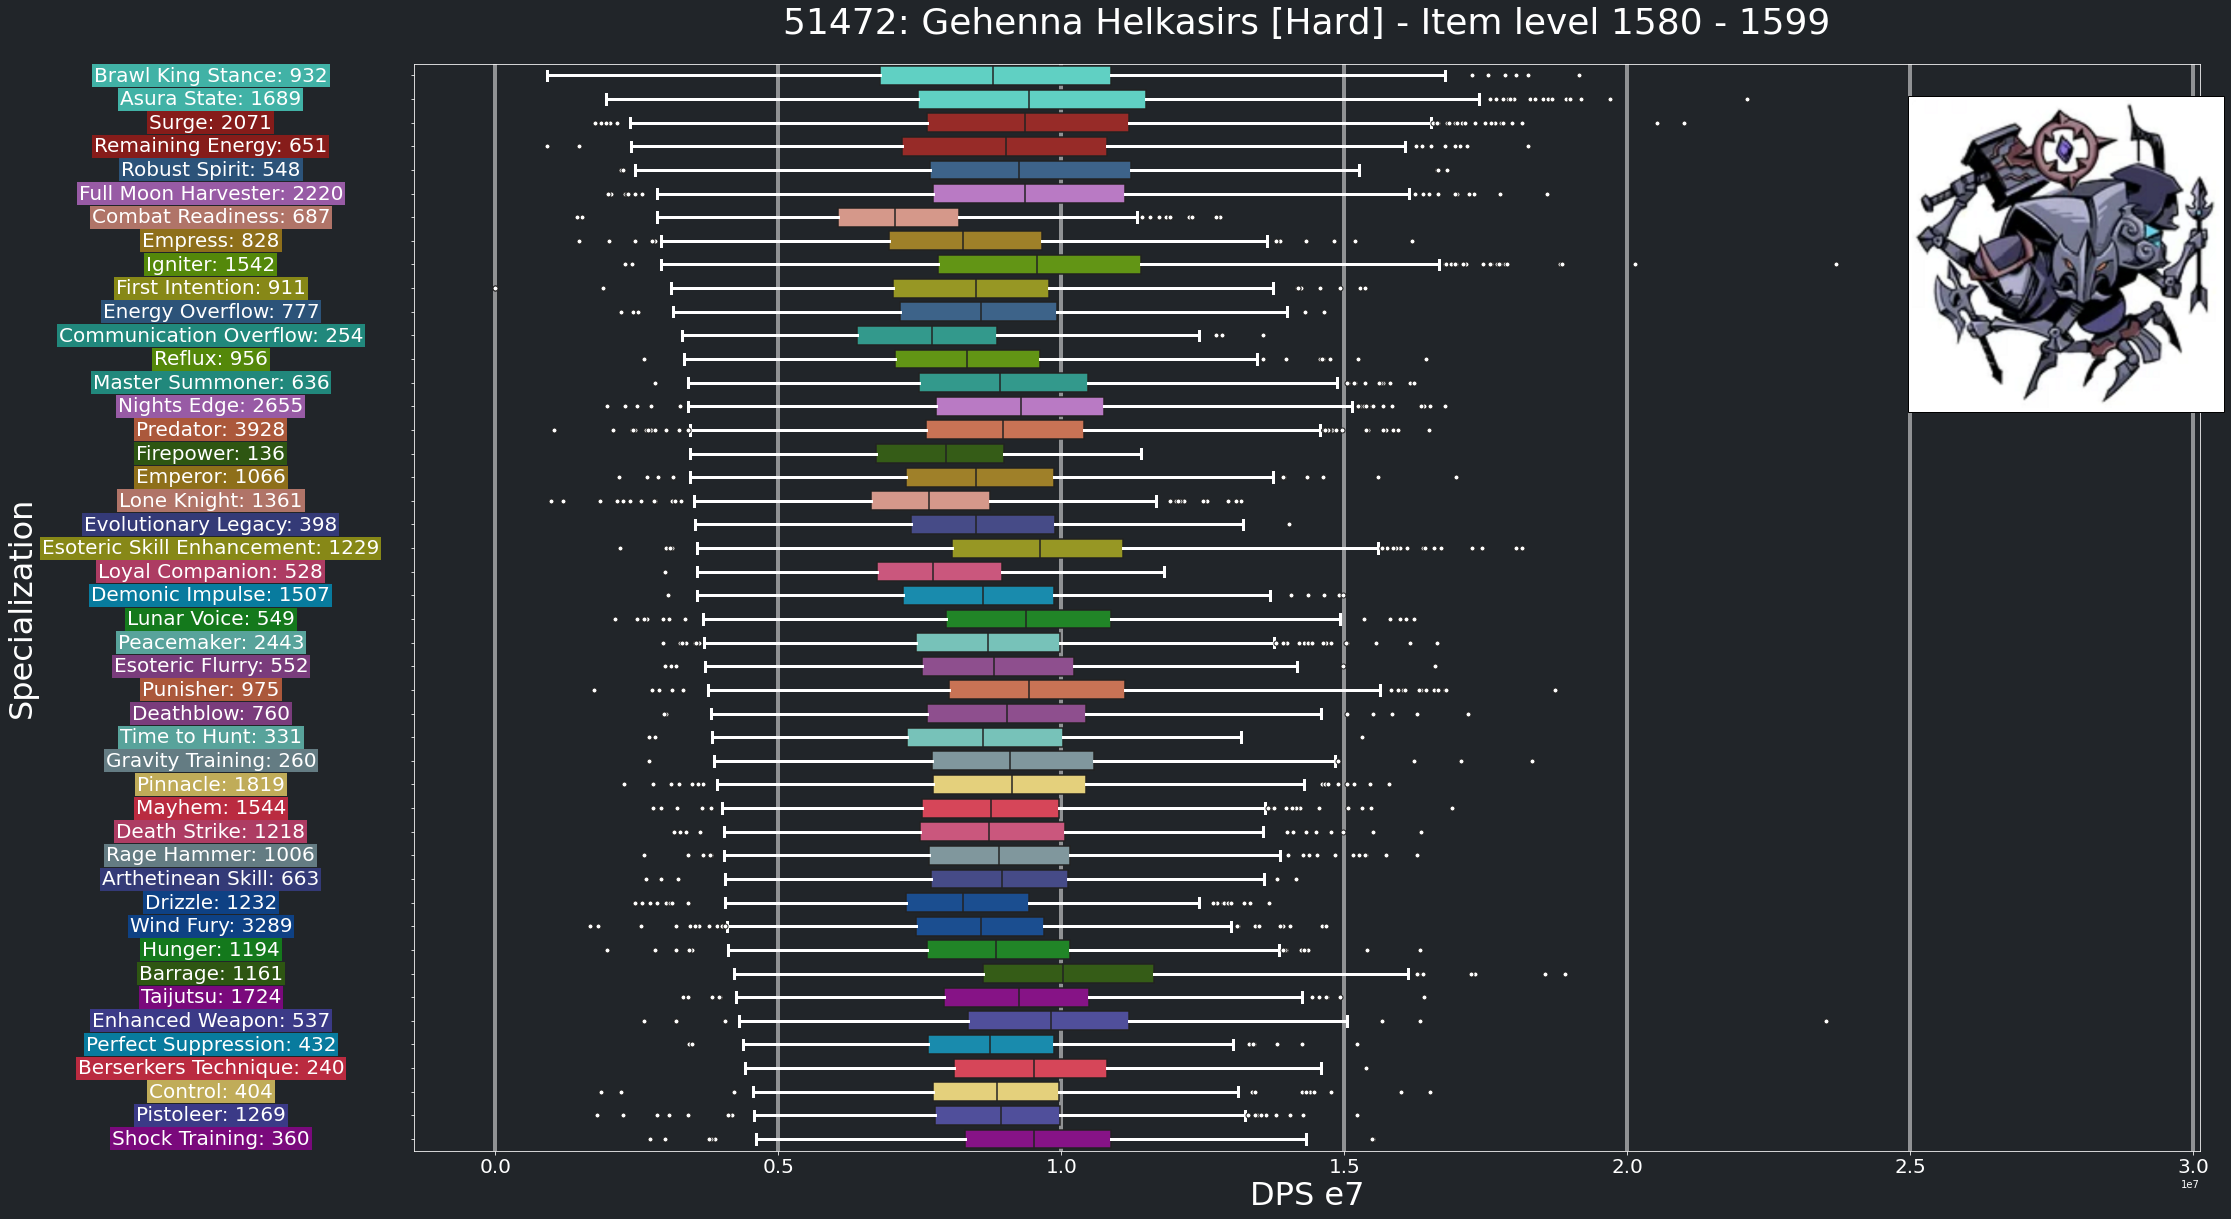 51472: Gehenna Helkasirs [Hard] - Item level 1580 - 1599
Specialization
Brawl King Stance: 932
Asura State: 1689
Surge: 2071
Remaining Energy: 651
Robust Spirit: 548
Full Moon Harvester: 2220
Combat Readiness: 687
Empress: 828
Igniter: 1542
First Intention: 911
Energy Overflow: 777
Communication Overflow: 254
Reflux: 956
Master Summoner: 636
Nights Edge: 2655
Predator: 3928
Firepower: 136
Emperor: 1066
Lone Knight: 1361
Evolutionary Legacy: 398
Esoteric Skill Enhancement: 1229
Loyal Companion: 528
Demonic Impulse: 1507
Lunar Voice: 549
Peacemaker: 2443
Esoteric Flurry: 552
Punisher: 975
Deathblow: 760
Time to Hunt: 331
Gravity Training: 260
Pinnacle: 1819
Mayhem: 1544
Death Strike: 1218
Rage Hammer: 1006
Arthetinean Skill: 663
Drizzle: 1232
Wind Fury: 3289
Hunger: 1194
Barrage: 1161
Taijutsu: 1724
Enhanced Weapon: 537
Perfect Suppression: 432
Berserkers Technique: 240
Control: 404
Pistoleer: 1269
Shock Training: 360
0.0 0.5 1.0 1.5 2.0 2.5 3.0
1e7
DPS e7